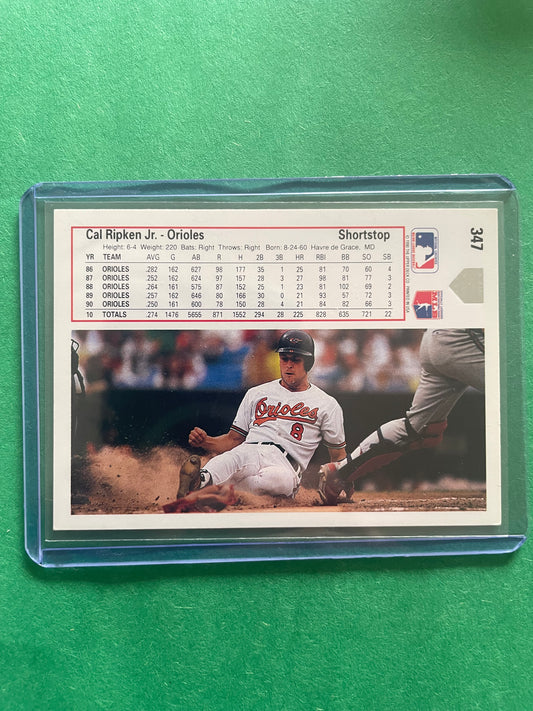 Cal Ripken Jr. - Orioles Shortstop
Height: 6-4 Weight: 220 Bats: Right Throws: Right Born: 8-24-60 Havre de Grace, MD
YR TEAM AVG G AB R H 2B 3B HR RBI BB SO SB
86 ORIOLES .282 162 627 98 177 35 1 25 81 70 60 4
87 ORIOLES .252 162 624 97 157 28 3 27 98 81 77 3
88 ORIOLES .264 161 575 87 152 25 1 23 81 102 69 2
89 ORIOLES .257 162 646 80 166 30 0 21 93 57 72 3
90 ORIOLES .250 161 600 78 150 28 4 21 84 82 66 3
10 TOTALS .274 1476 5655 871 1552 294 28 225 828 635 721 22
347
Orioles
8